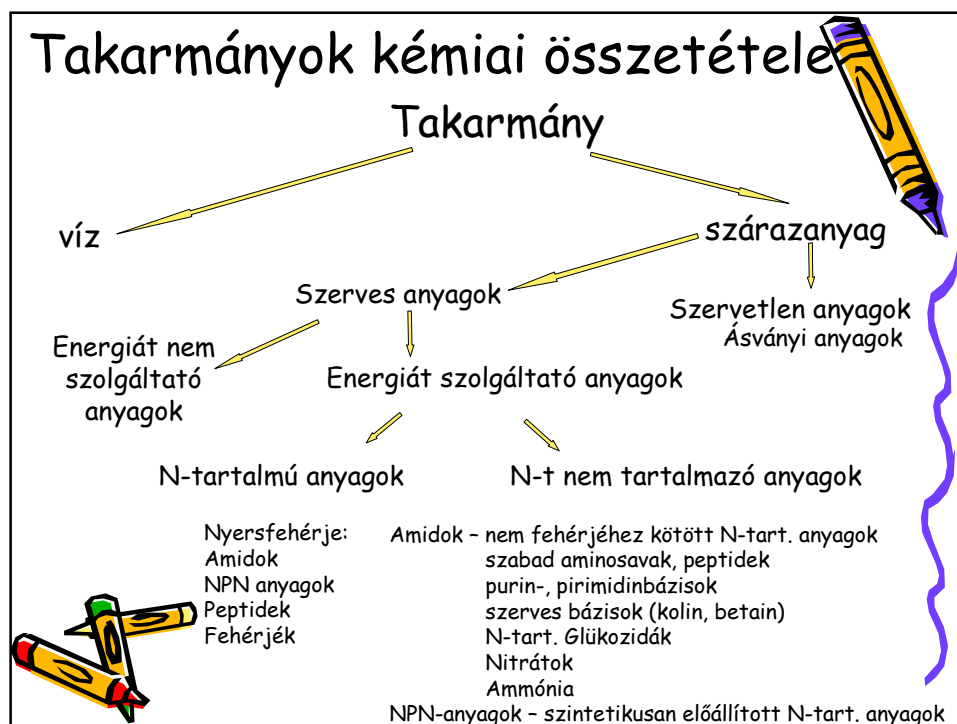 Takarmányok kémiai összetétele
Takarmány
víz
szárazanyag
Szerves anyagok
Szervetlen anyagok
Ásványi anyagok
Energiát nem
szolgáltató
anyagok
Energiát szolgáltató anyagok
N-tartalmú anyagok
N-t nem tartalmazó anyagok
Nyersfehérje:
Amidok
NPN anyagok
Peptidek
Fehérjék
Amidok – nem fehérjéhez kötött N-tart. anyagok
szabad aminosavak, peptidek
purin-, pirimidinbázisok
szerves bázisok (kolin, betain)
N-tart. Glükozidák
Nitrátok
Ammónia
NPN-anyagok – szintetikusan előállított N-tart. anyagok